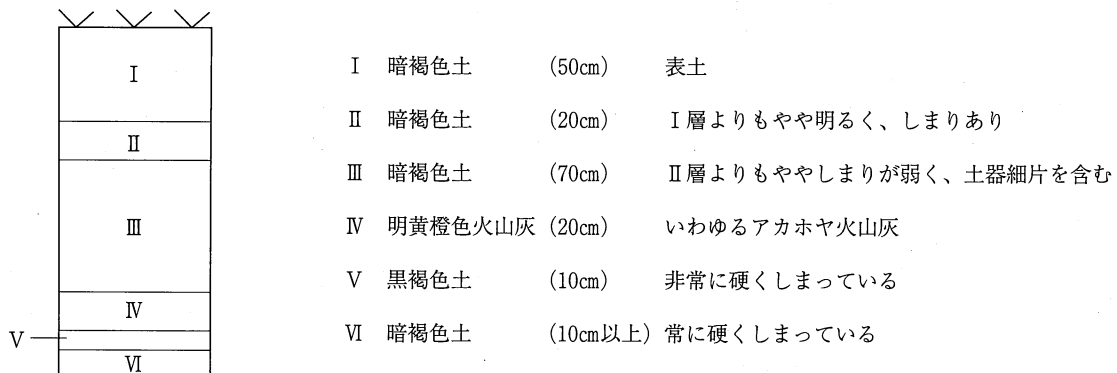 Ⅰ
Ⅱ
Ⅲ
Ⅳ
Ⅴ
Ⅵ
Ⅰ 暗褐色土 (50㎝) 表土
Ⅱ 暗褐色土 (20㎝) Ⅰ層よりもやや明るく、しまりあり
Ⅲ 暗褐色土 (70㎝) Ⅱ層よりもややしまりが弱く、土器細片を含む
Ⅳ 明黄橙色火山灰 (20㎝) いわゆるアカホヤ火山灰
Ⅴ 黒褐色土 (10㎝) 非常に硬くしまっている
Ⅵ 暗褐色土 (10㎝以上) 常に硬くしまっている